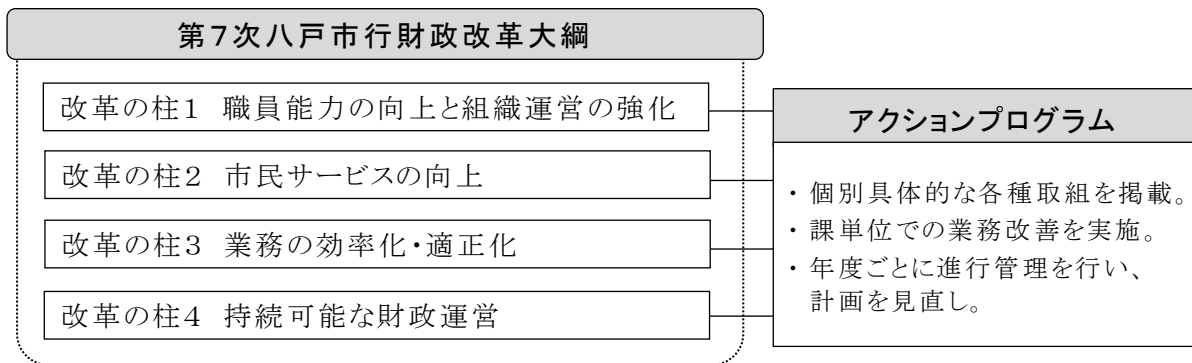 第7次八戸市行財政改革大綱
改革の柱1 職員能力の向上と組織運営の強化
改革の柱2 市民サービスの向上
改革の柱3 業務の効率化・適正化
改革の柱4 持続可能な財政運営
アクションプログラム
・個別具体的な各種取組を掲載。
・課単位での業務改善を実施。
・年度ごとに進行管理を行い、
計画を見直し。